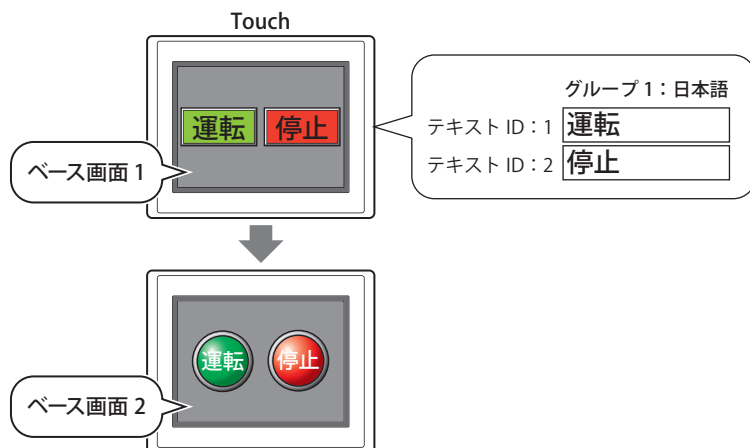 Touch
運転 停止
ベース画面 1
グループ 1：日本語
テキスト ID：1 運転
テキスト ID：2 停止
運転 停止
ベース画面 2